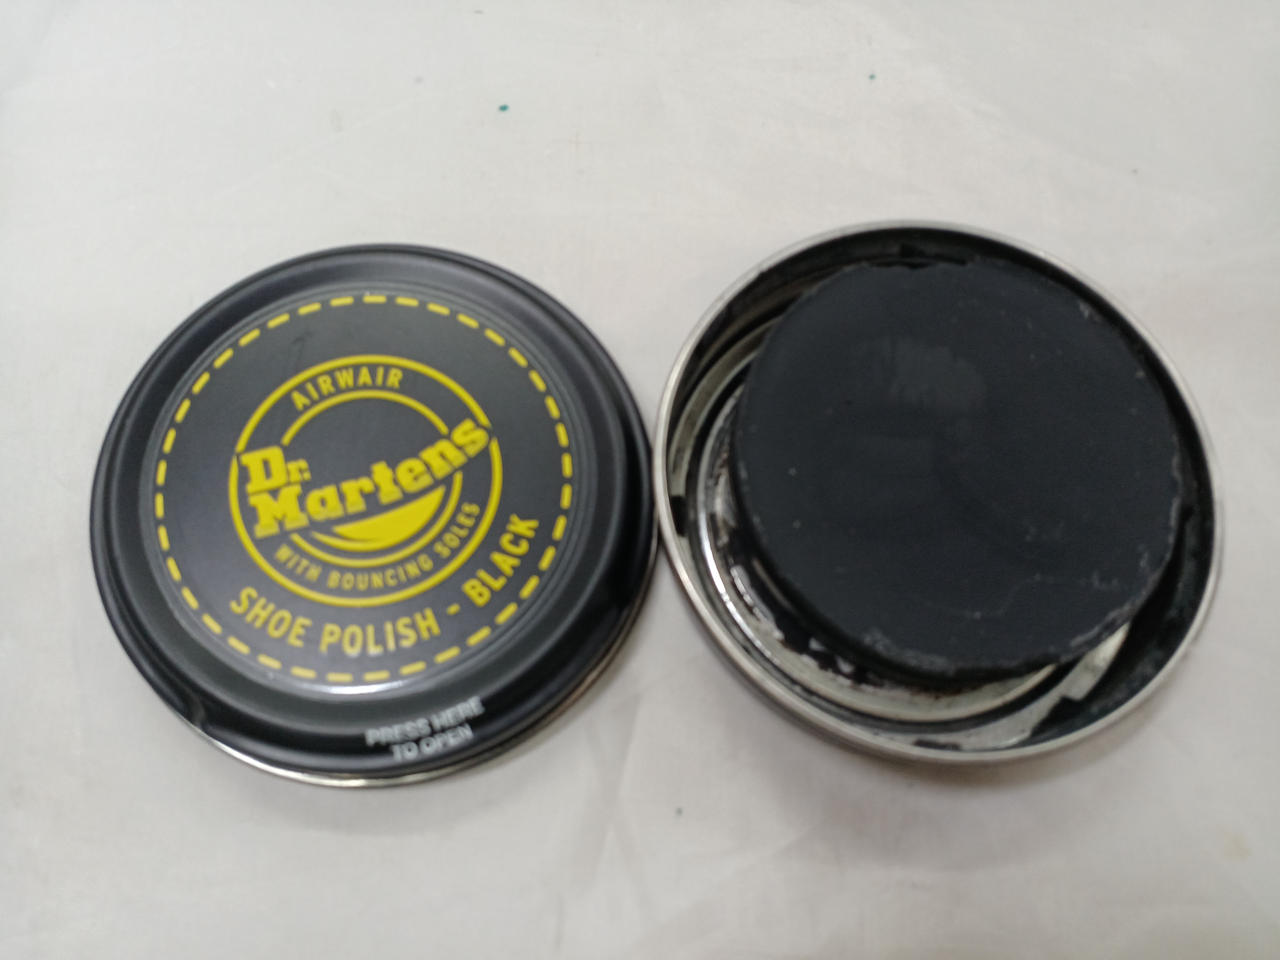 AIRWAIR
Dr.
Martens
WITH BOUNCING SOLES
SHOE POLISH - BLACK
PRESS HERE
TO OPEN